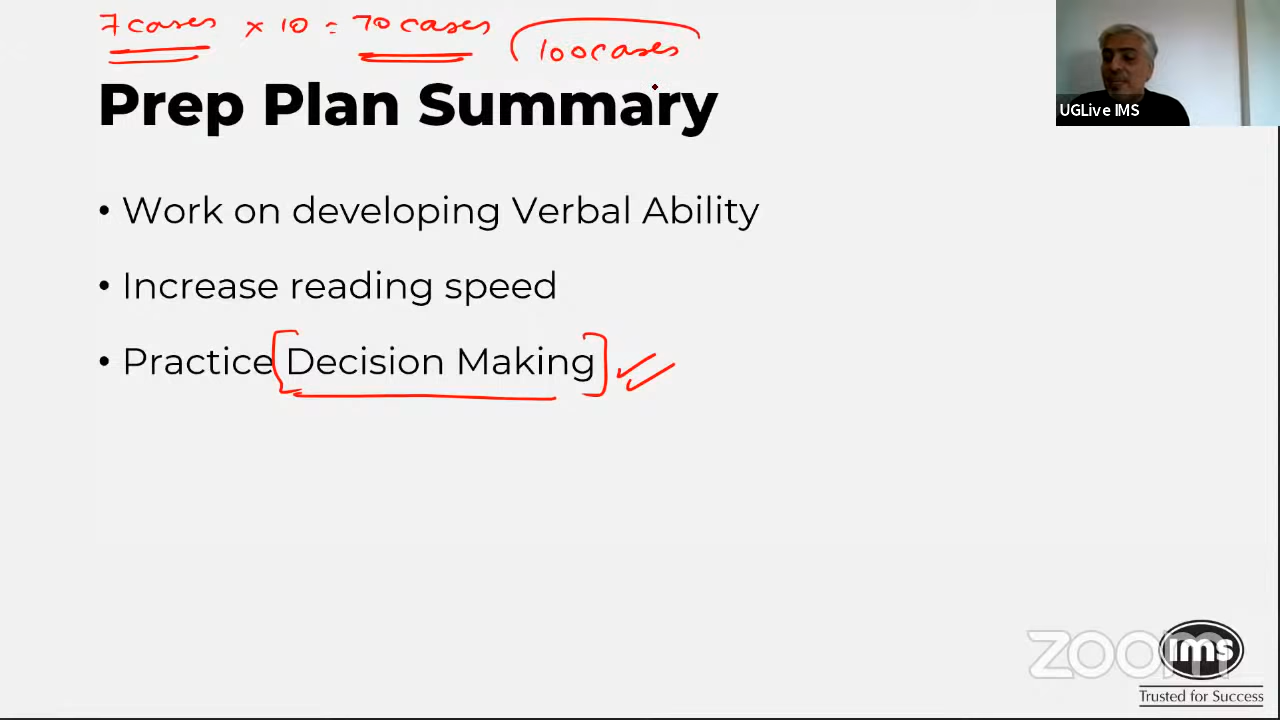 7 cases × 10 = 70 cases 100 cases
UGLive IMS
Prep Plan Summary
• Work on developing Verbal Ability
• Increase reading speed
• Practice [Decision Making]
zoom
ims
Trusted for Success